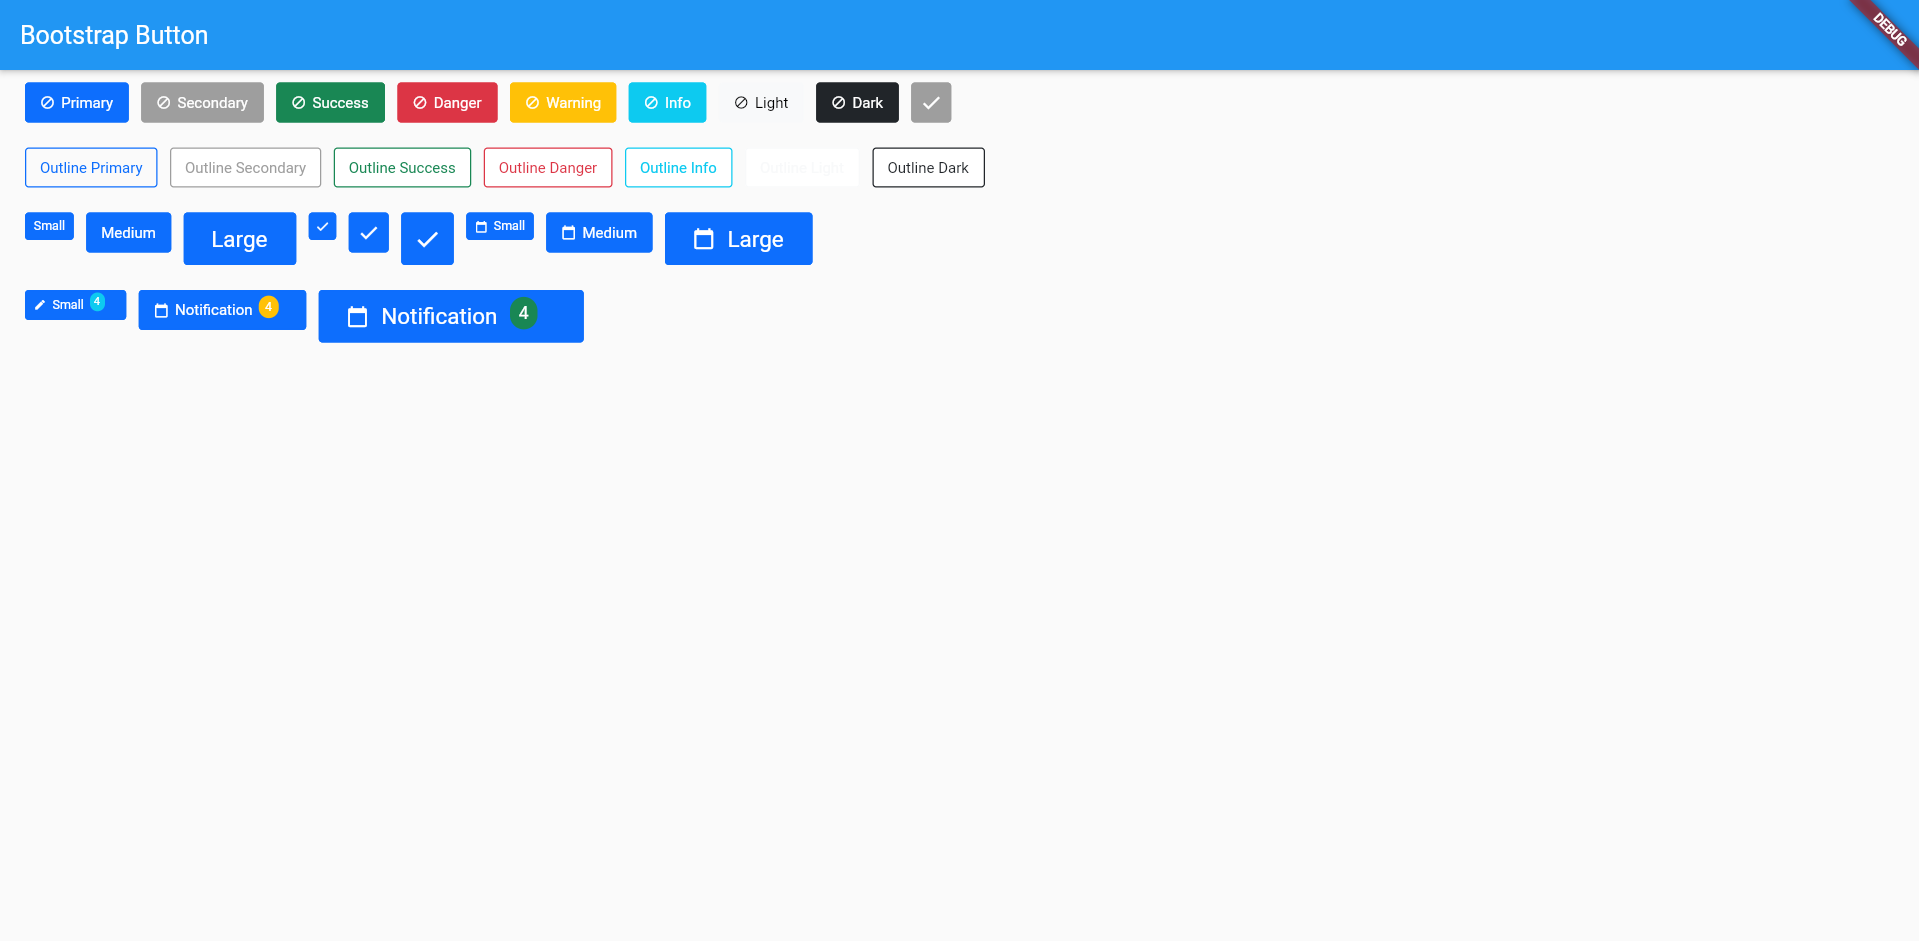 Bootstrap Button
DEBUG
Primary Secondary Success Danger Warning Info Light Dark
Outline Primary Outline Secondary Outline Success Outline Danger Outline Info Outline Light Outline Dark
Small Medium Large Small Medium Large
Small 4 Notification 4 Notification 4